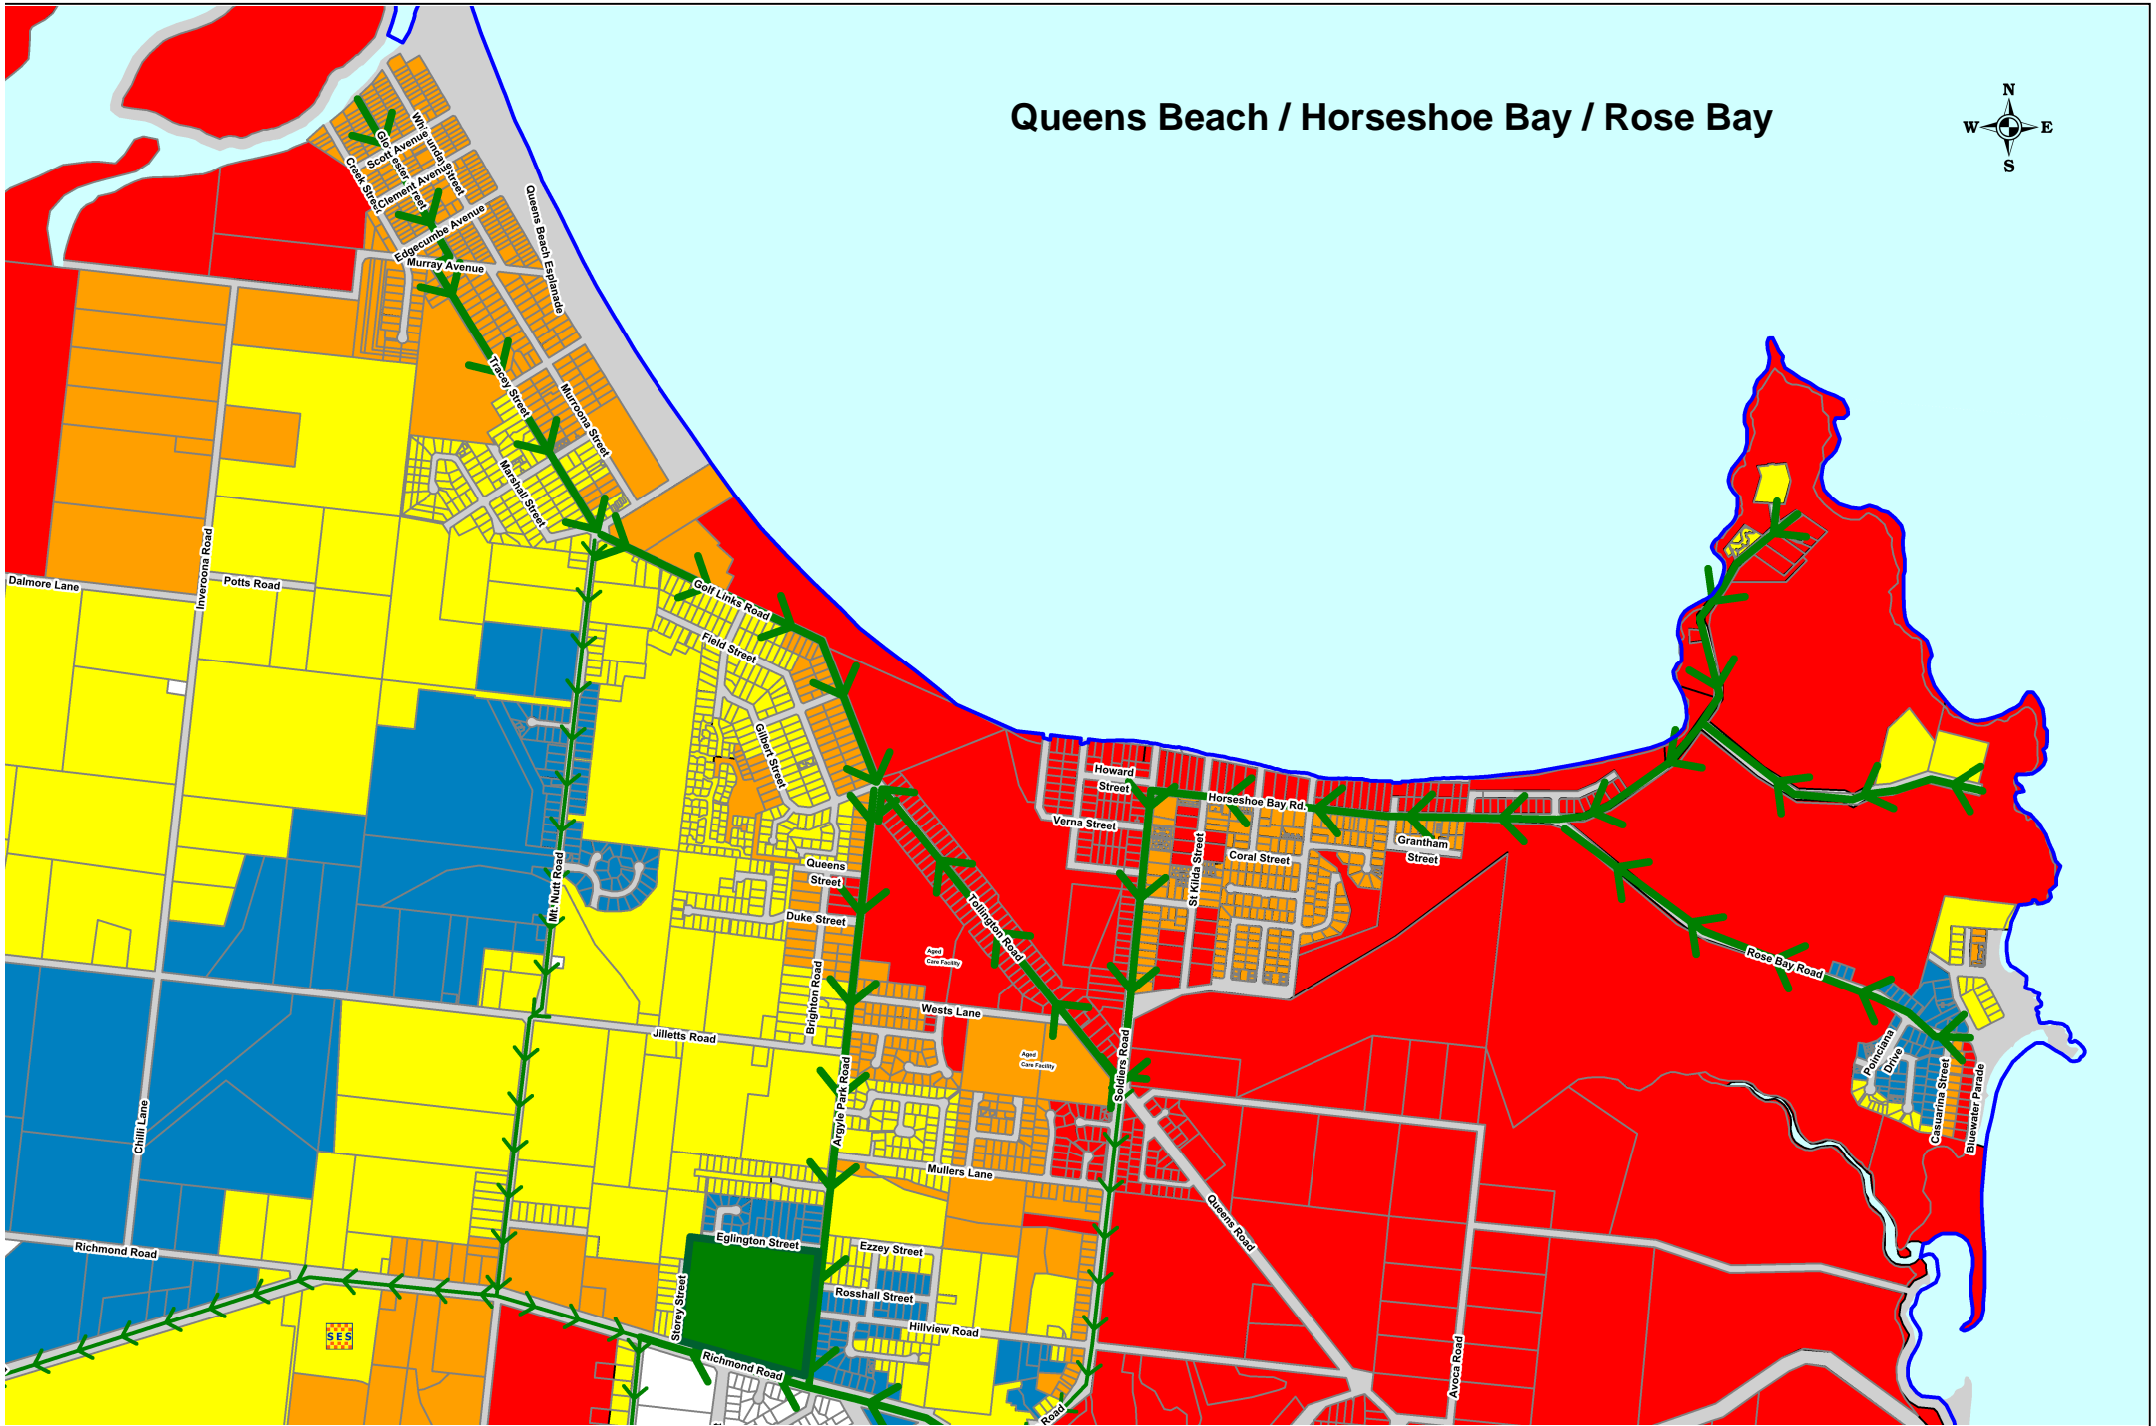 Queens Beach / Horseshoe Bay / Rose Bay
N
W E
S
Whitsunday Street
Gloucester Street
Scott Avenue
Creek Street
Clement Avenue
Edgecumbe Avenue
Queens Beach Esplanade
Murray Avenue
Tracey Street
Murroona Street
Marshall Street
Dalmore Lane
Inveroona Road
Potts Road
Golf Links Road
Field Street
Gilbert Street
Howard
Street
Horseshoe Bay Rd.
Verna Street
Grantham
Street
Coral Street
St Kilda Street
Queens
Street
Mt. Nutt Road
Duke Street
Tollington Road
Aged
Care Facility
Rose Bay Road
Brighton Road
Wests Lane
Jilletts Road
Aged
Care Facility
Soldiers Road
Argyle Park Road
Poinciana
Drive
Casuarina Street
Bluewater Parade
Chilli Lane
Mullers Lane
Queens Road
Richmond Road
Eglington Street
Ezzey Street
Storey Street
Rosshall Street
Hillview Road
SES
Richmond Road
Avoca Road
Road